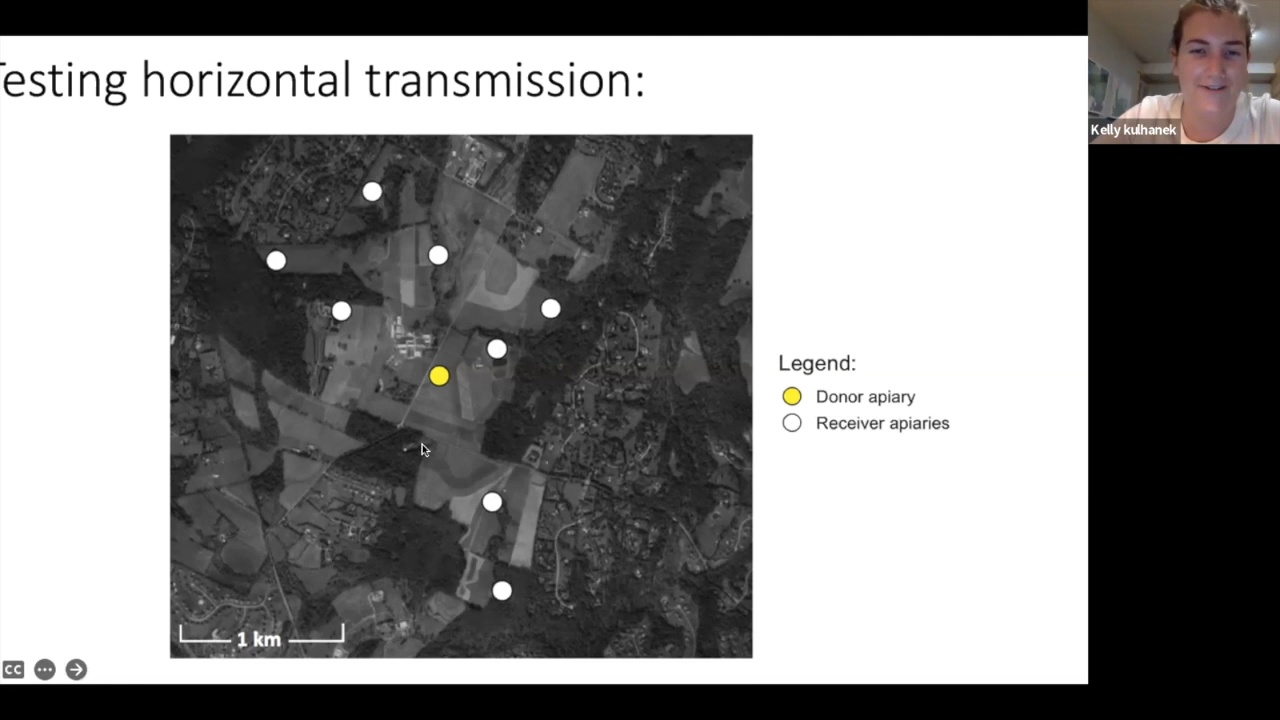 Testing horizontal transmission:
Kelly kulhanek
Legend:
Donor apiary
Receiver apiaries
1 km
CC